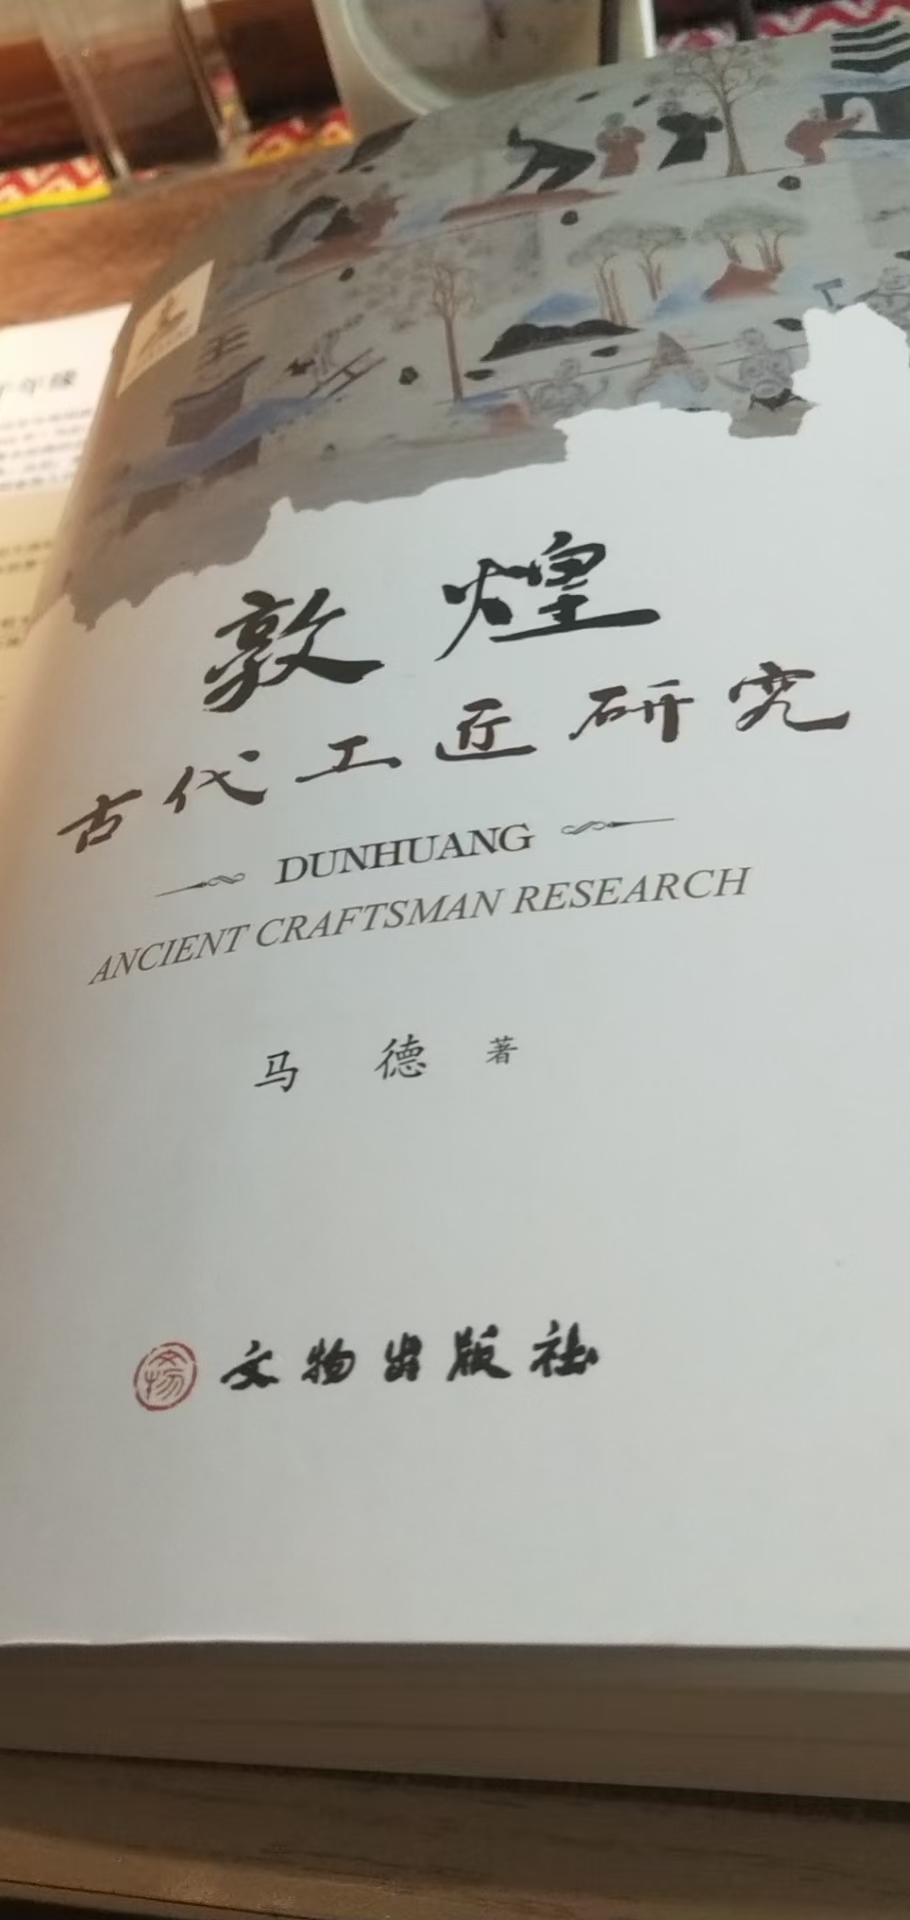 敦煌
古代工匠研究
DUNHUANG
ANCIENT CRAFTSMAN RESEARCH
马德 著
文物出版社